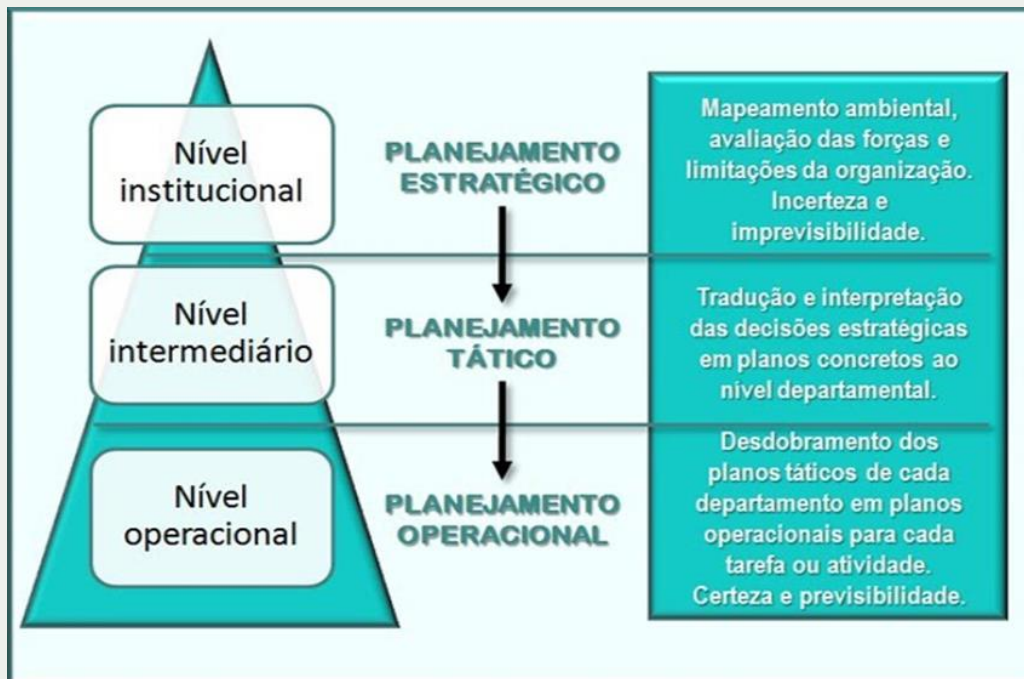 Nível
institucional
PLANEJAMENTO
ESTRATÉGICO
Mapeamento ambiental,
avaliação das forças e
limitações da organização.
Incerteza e
imprevisibilidade.
Nível
intermediário
PLANEJAMENTO
TÁTICO
Tradução e interpretação
das decisões estratégicas
em planos concretos ao
nível departamental.
Nível
operacional
PLANEJAMENTO
OPERACIONAL
Desdobramento dos
planos táticos de cada
departamento em planos
operacionais para cada
tarefa ou atividade.
Certeza e previsibilidade.